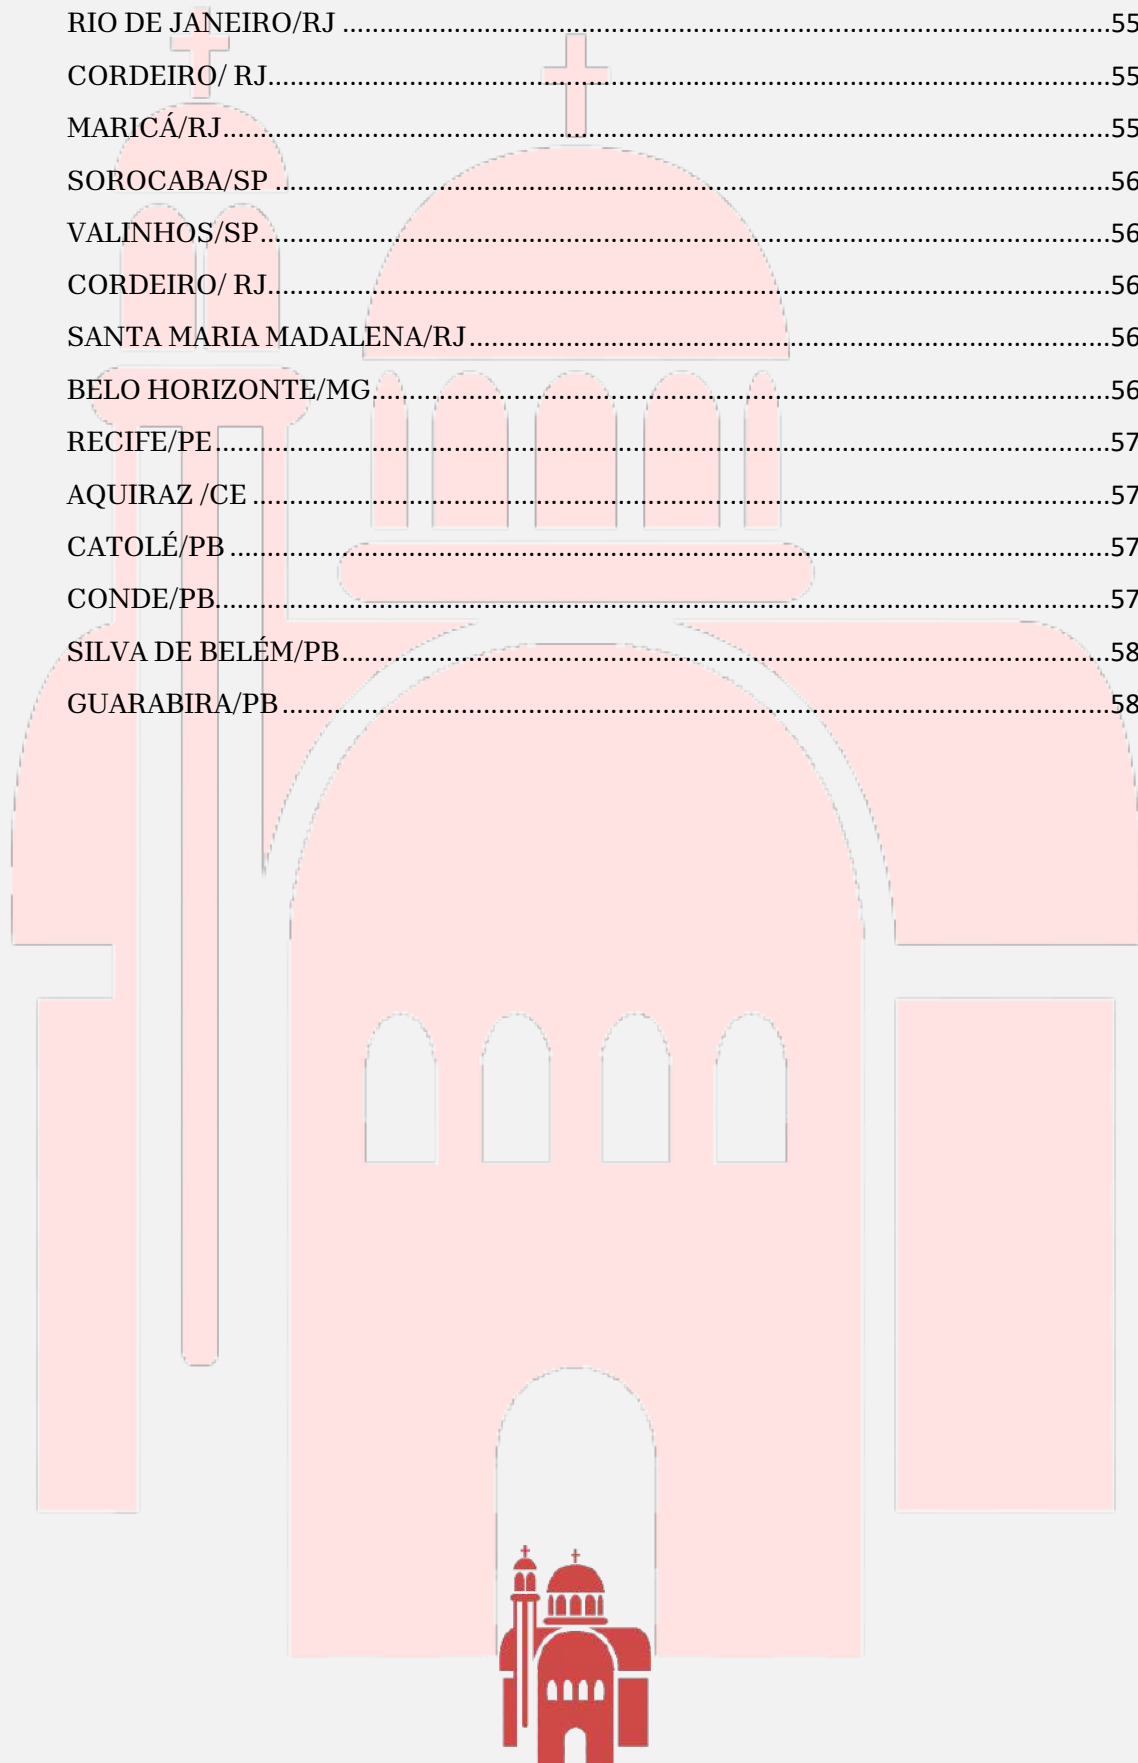 RIO DE JANEIRO/RJ ........................................................................................................55
CORDEIRO/ RJ........................................................................................................55
MARICÁ/RJ........................................................................................................55
SOROCABA/SP ........................................................................................................56
VALINHOS/SP........................................................................................................56
CORDEIRO/ RJ........................................................................................................56
SANTA MARIA MADALENA/RJ........................................................................................56
BELO HORIZONTE/MG........................................................................................................56
RECIFE/PE........................................................................................................57
AQUIRAZ /CE ........................................................................................................57
CATOLÉ/PB ........................................................................................................57
CONDE/PB........................................................................................................57
SILVA DE BELÉM/PB........................................................................................................58
GUARABIRA/PB ........................................................................................................58